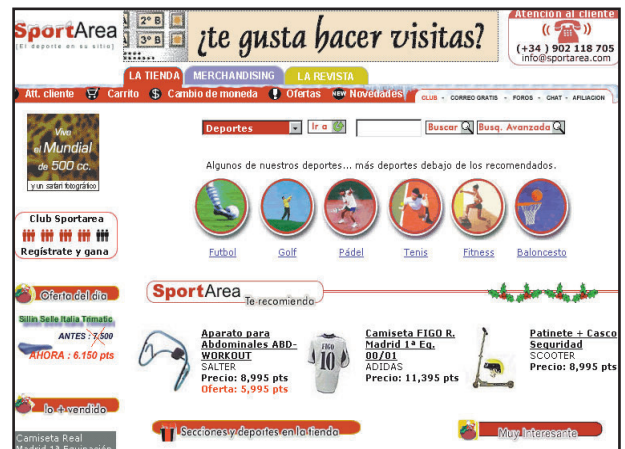 SportArea
[El deporte en su sitio]
2º B
3º B
¿te gusta hacer visitas?
Atención al cliente
(+34 ) 902 118 705
info@sportarea.com
LA TIENDA MERCHANDISING LA REVISTA
Att. cliente Carrito $ Cambio de moneda Ofertas NEW Novedades
CLUB - CORREO GRATIS - FOROS - CHAT - AFILIACION
Vive
el Mundial
de 500 cc.
y un safari fotográfico
Deportes Ir a Buscar Busq. Avanzada
Algunos de nuestros deportes... más deportes debajo de los recomendados.
Futbol Golf Pádel Tenis Fitness Baloncesto
Club Sportarea
Regístrate y gana
Oferta del dia
Sillin Selle Italia Trimatic
ANTES : 7.500
AHORA : 6.150 pts
lo + vendido
Camiseta Real
Madrid 1ª Equipación
SportArea Te recomienda
Aparato para
Abdominales ABD-
WORKOUT
SALTER
Precio: 8,995 pts
Oferta: 5,995 pts
FIGO
10
Camiseta FIGO R.
Madrid 1ª Eq.
00/01
ADIDAS
Precio: 11,395 pts
Patinete + Casco
Seguridad
SCOOTER
Precio: 8,995 pts
Secciones y deportes en la tienda
Muy Interesante